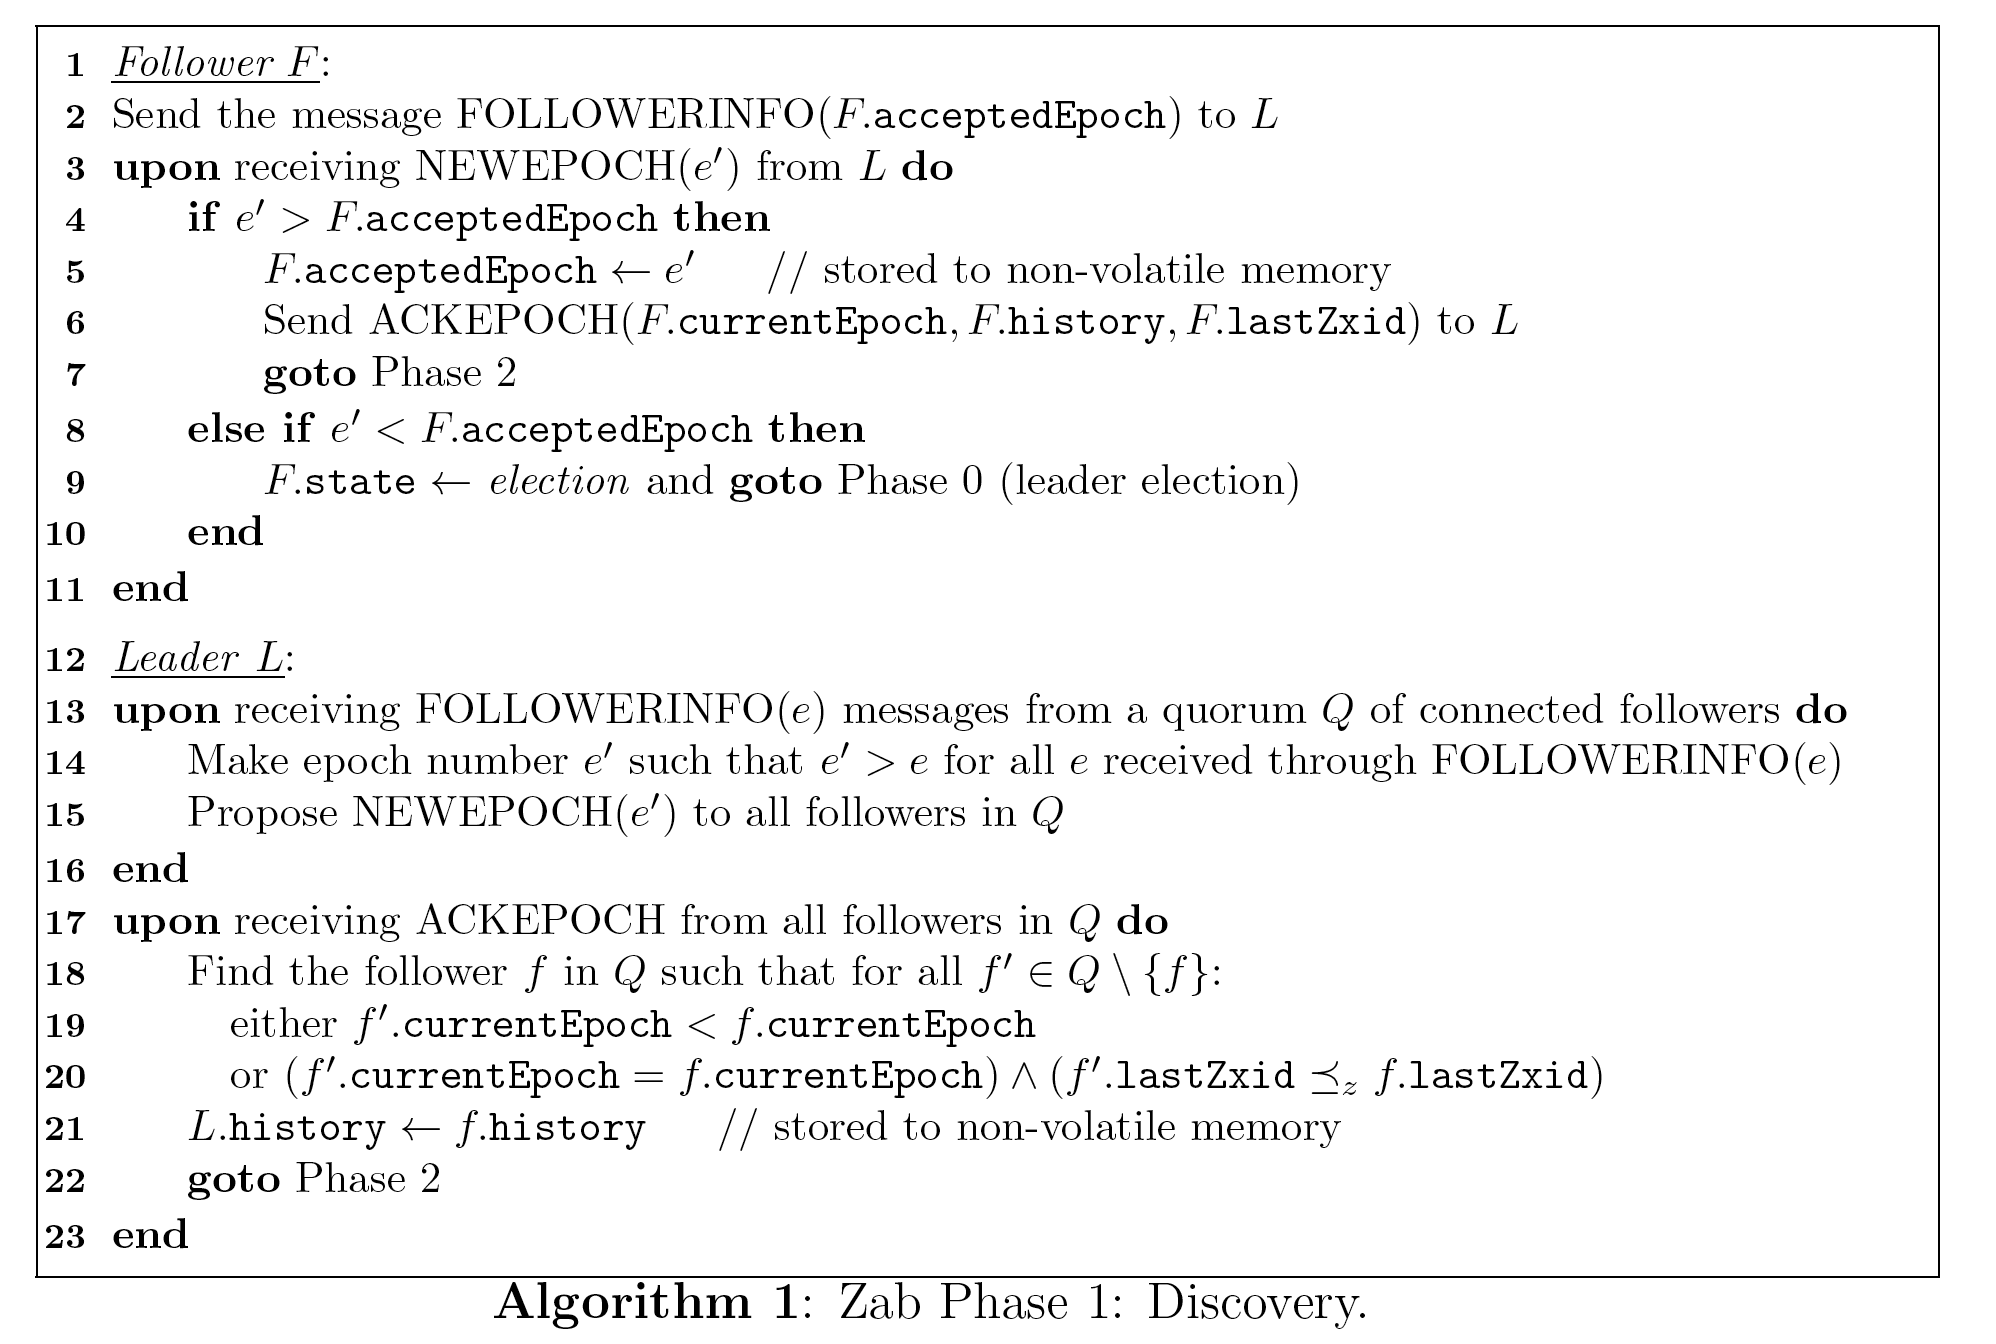 1 Follower F:
2 Send the message FOLLOWERINFO(F.acceptedEpoch) to L
3 upon receiving NEWEPOCH(e′) from L do
4 if e′ > F.acceptedEpoch then
5 F.acceptedEpoch ← e′ // stored to non-volatile memory
6 Send ACKEPOCH(F.currentEpoch, F.history, F.lastZxid) to L
7 goto Phase 2
8 else if e′ < F.acceptedEpoch then
9 F.state ← election and goto Phase 0 (leader election)
10 end
11 end
12 Leader L:
13 upon receiving FOLLOWERINFO(e) messages from a quorum Q of connected followers do
14 Make epoch number e′ such that e′ > e for all e received through FOLLOWERINFO(e)
15 Propose NEWEPOCH(e′) to all followers in Q
16 end
17 upon receiving ACKEPOCH from all followers in Q do
18 Find the follower f in Q such that for all f′ ∈ Q \ {f}:
19 either f′.currentEpoch < f.currentEpoch
20 or (f′.currentEpoch = f.currentEpoch) ∧ (f′.lastZxid ⪯z f.lastZxid)
21 L.history ← f.history // stored to non-volatile memory
22 goto Phase 2
23 end
Algorithm 1: Zab Phase 1: Discovery.